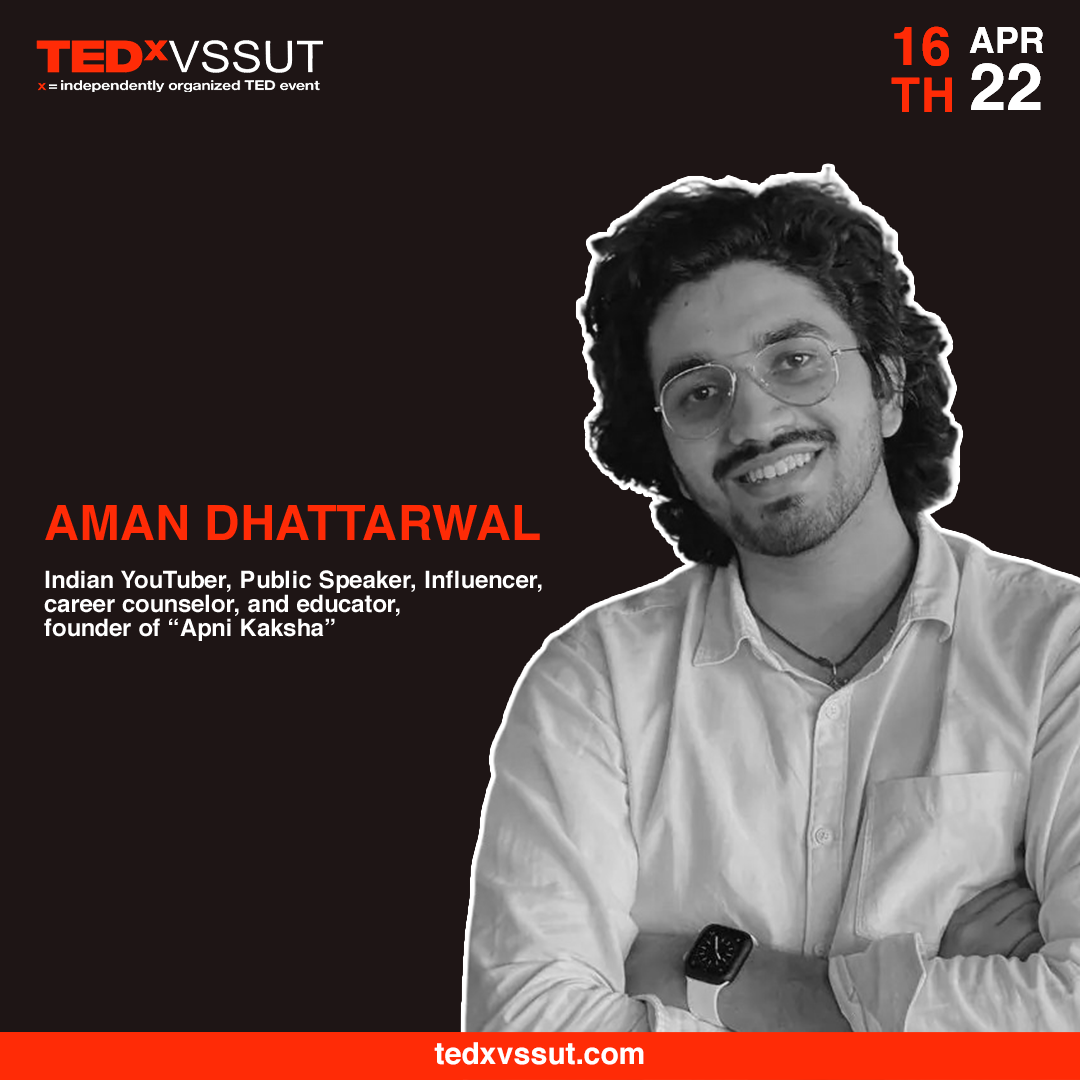 TEDxVSSUT
x = independently organized TED event
16 APR
TH 22
AMAN DHATTARWAL
Indian YouTuber, Public Speaker, Influencer,
career counselor, and educator,
founder of “Apni Kaksha”
tedxvssut.com